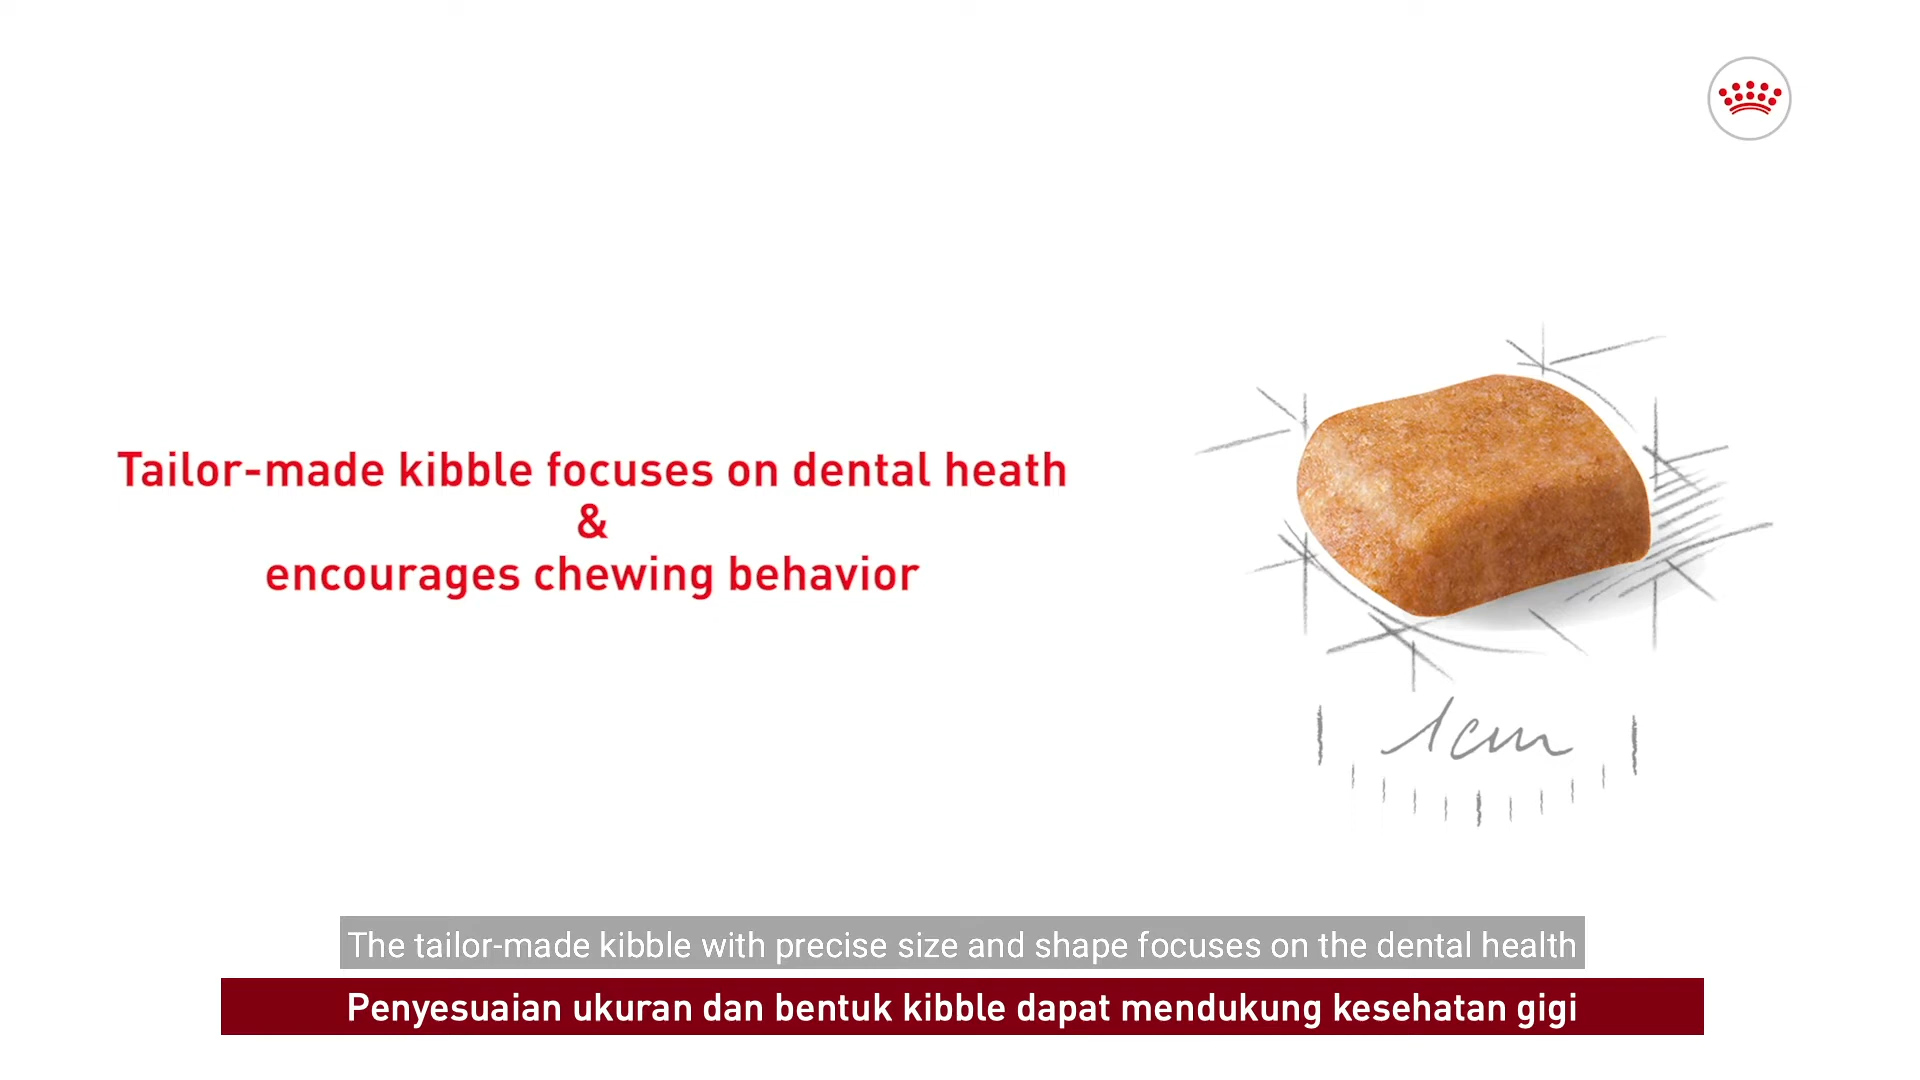 Tailor-made kibble focuses on dental heath
&
encourages chewing behavior
1cm
The tailor-made kibble with precise size and shape focuses on the dental health
Penyesuaian ukuran dan bentuk kibble dapat mendukung kesehatan gigi